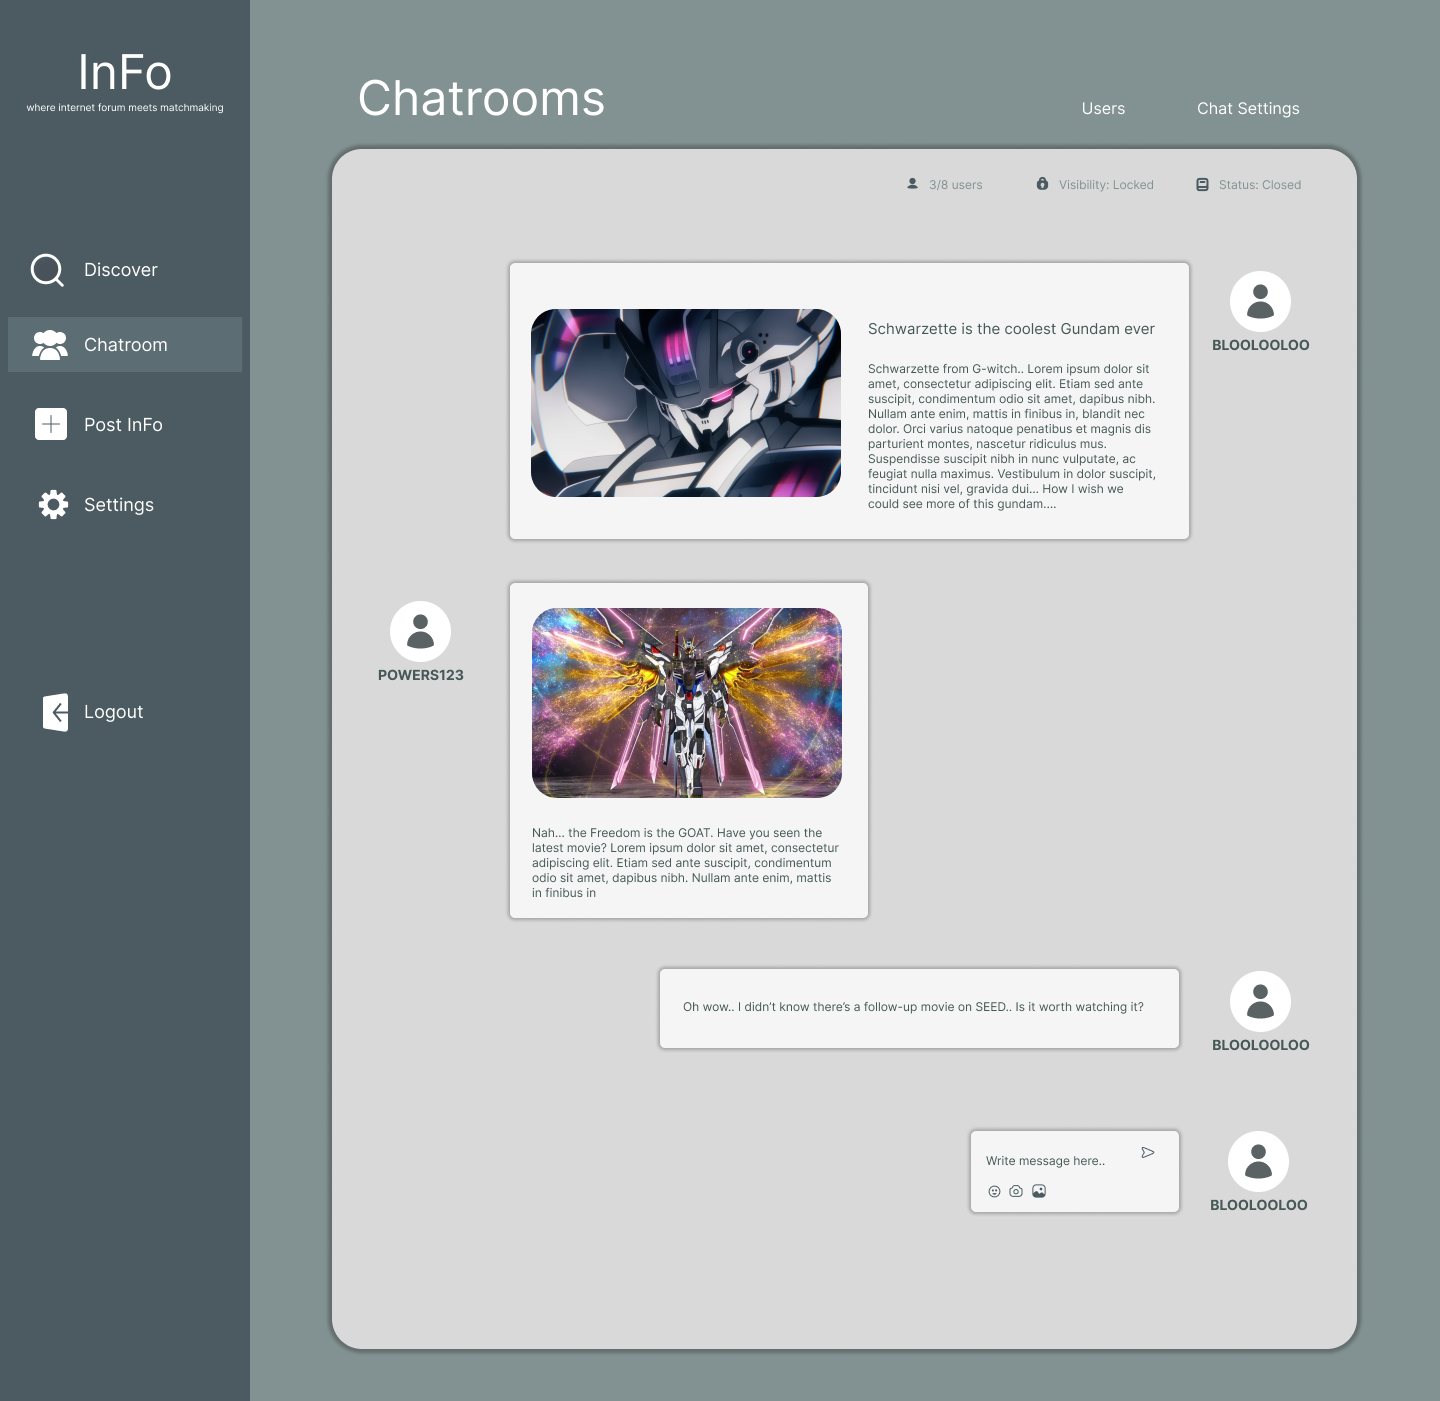 InFo
where internet forum meets matchmaking
Discover
Chatroom
Post InFo
Settings
Logout
Chatrooms
Users
Chat Settings
3/8 users
Visibility: Locked
Status: Closed
Schwarzette is the coolest Gundam ever
Schwarzette from G-witch.. Lorem ipsum dolor sit
amet, consectetur adipiscing elit. Etiam sed ante
suscipit, condimentum odio sit amet, dapibus nibh.
Nullam ante enim, mattis in finibus in, blandit nec
dolor. Orci varius natoque penatibus et magnis dis
parturient montes, nascetur ridiculus mus.
Suspendisse suscipit nibh in nunc vulputate, ac
feugiat nulla maximus. Vestibulum in dolor suscipit,
tincidunt nisi vel, gravida dui... How I wish we
could see more of this gundam....
BLOOLOOLOO
POWERS123
Nah... the Freedom is the GOAT. Have you seen the
latest movie? Lorem ipsum dolor sit amet, consectetur
adipiscing elit. Etiam sed ante suscipit, condimentum
odio sit amet, dapibus nibh. Nullam ante enim, mattis
in finibus in
Oh wow.. I didn't know there's a follow-up movie on SEED.. Is it worth watching it?
BLOOLOOLOO
Write message here..
BLOOLOOLOO